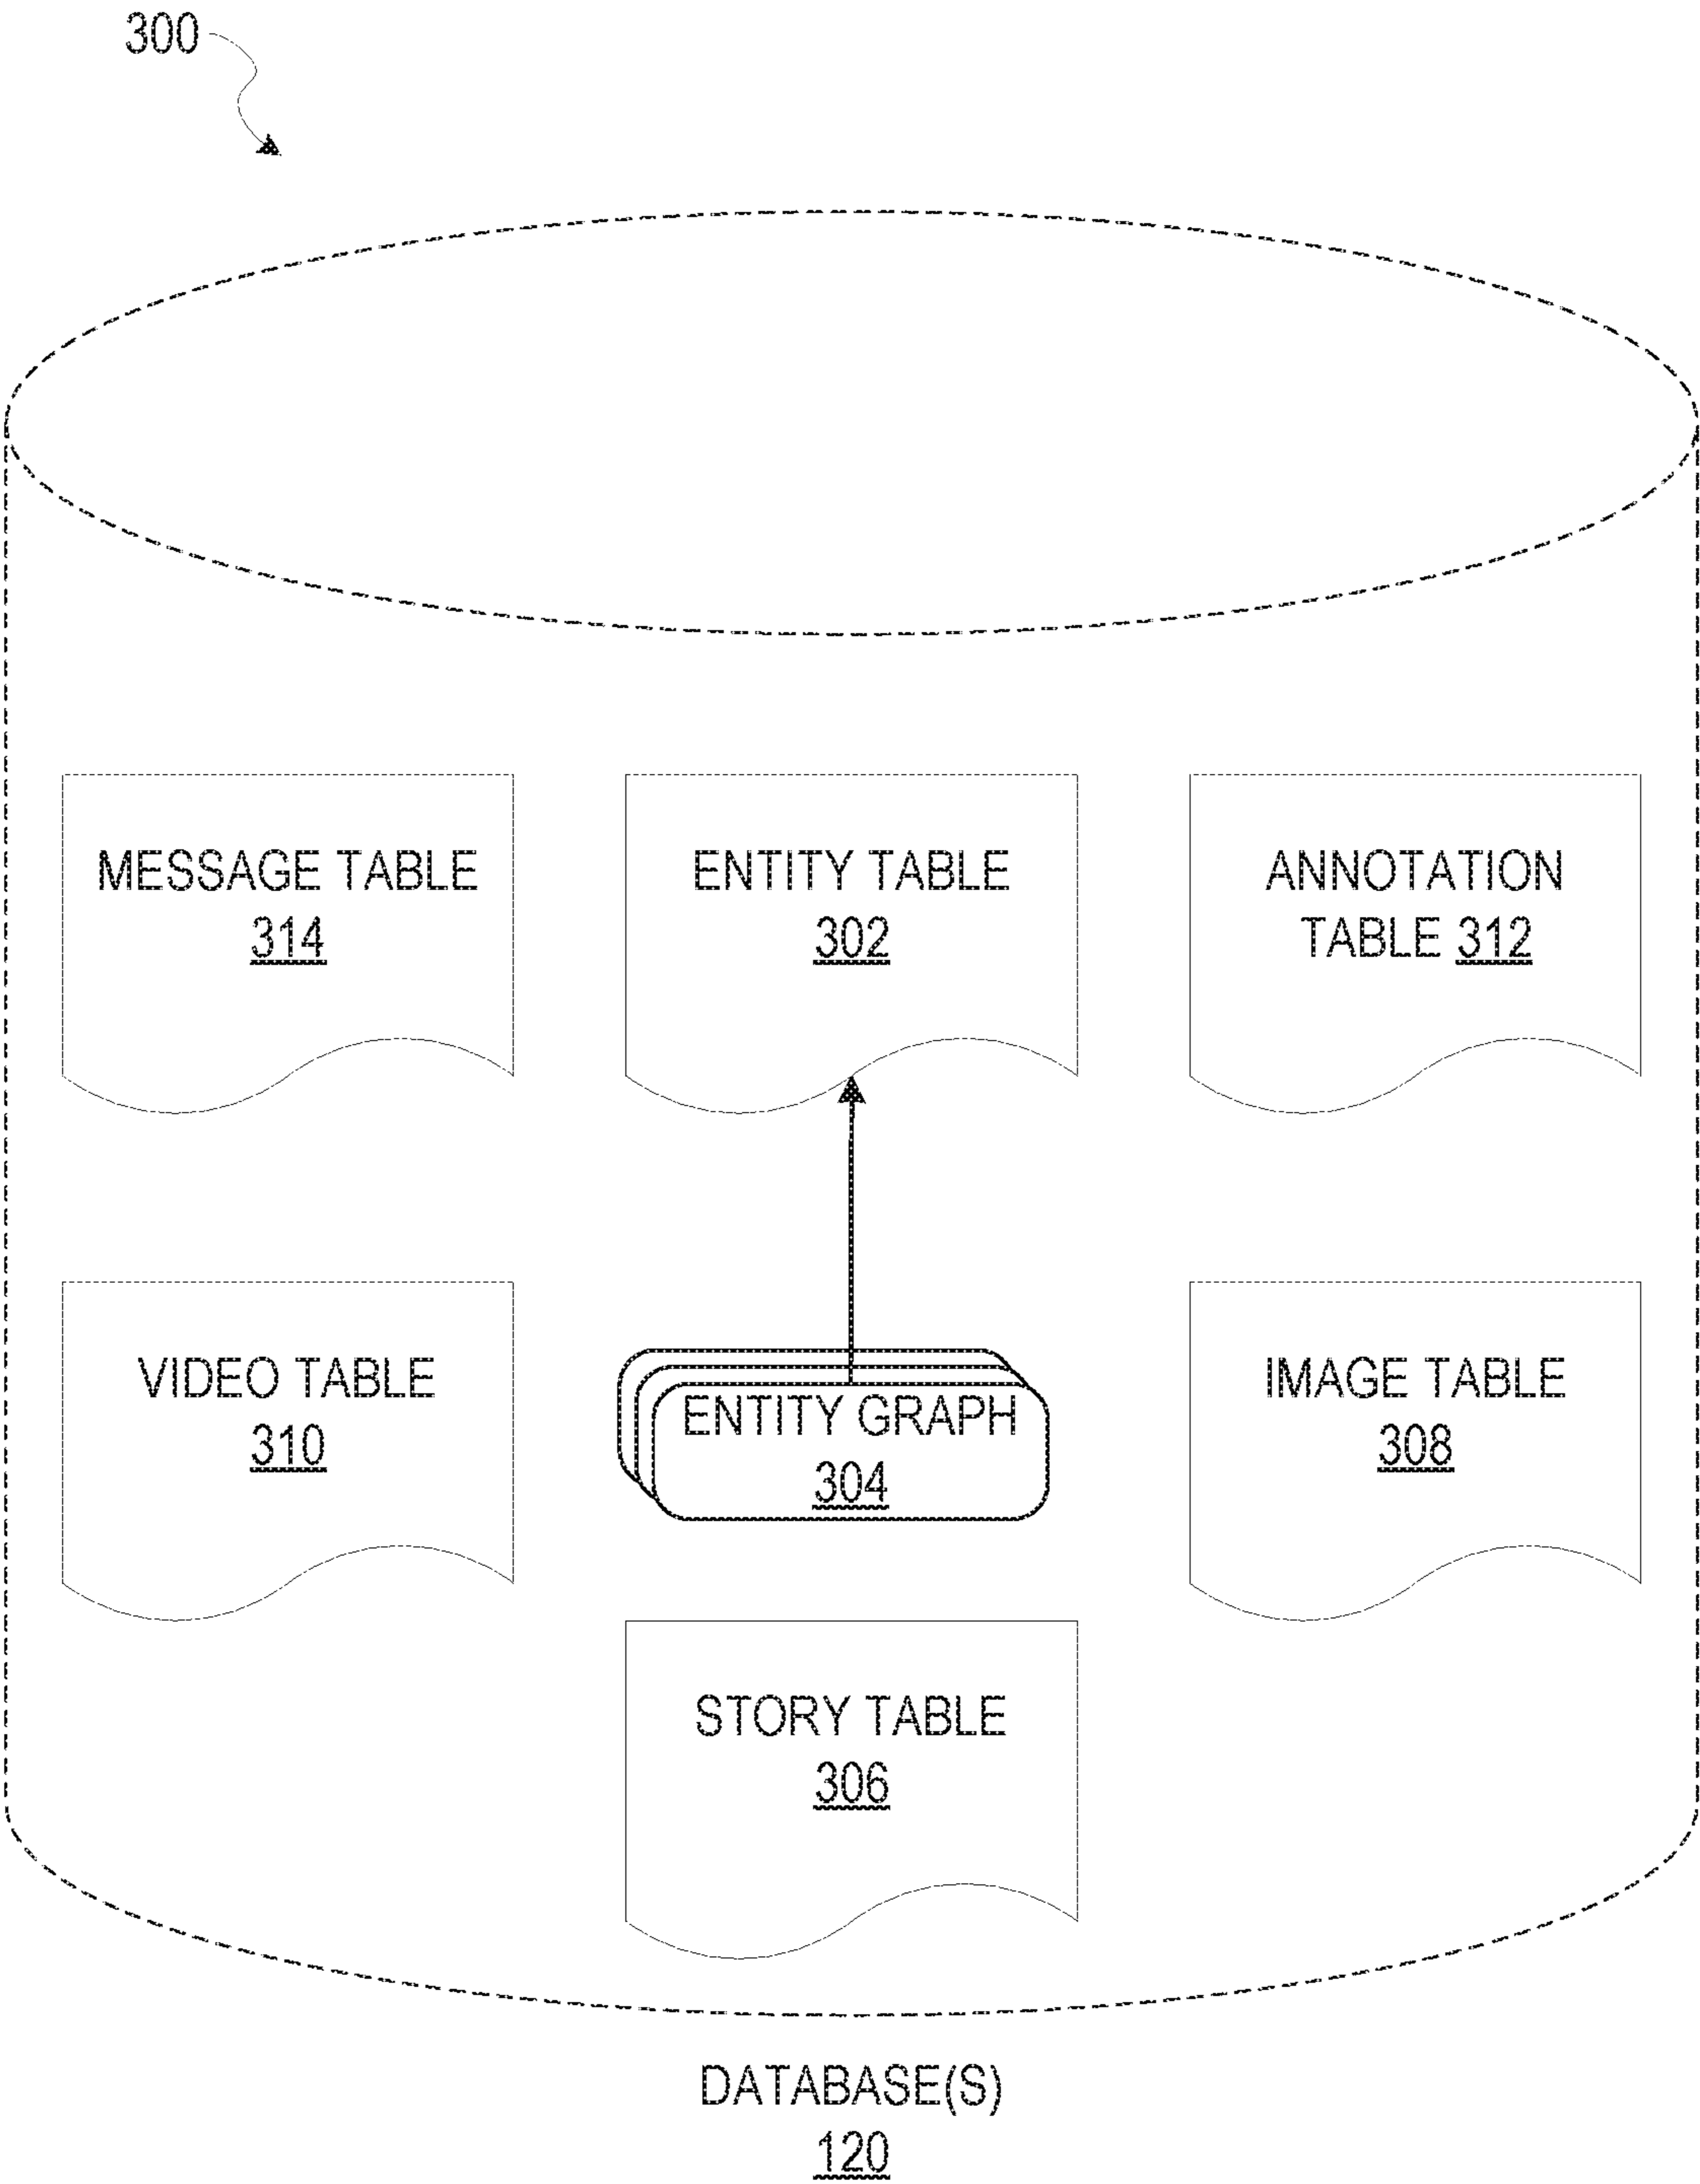 300
MESSAGE TABLE
314
ENTITY TABLE
302
ANNOTATION
TABLE 312
VIDEO TABLE
310
ENTITY GRAPH
304
IMAGE TABLE
308
STORY TABLE
306
DATABASE(S)
120